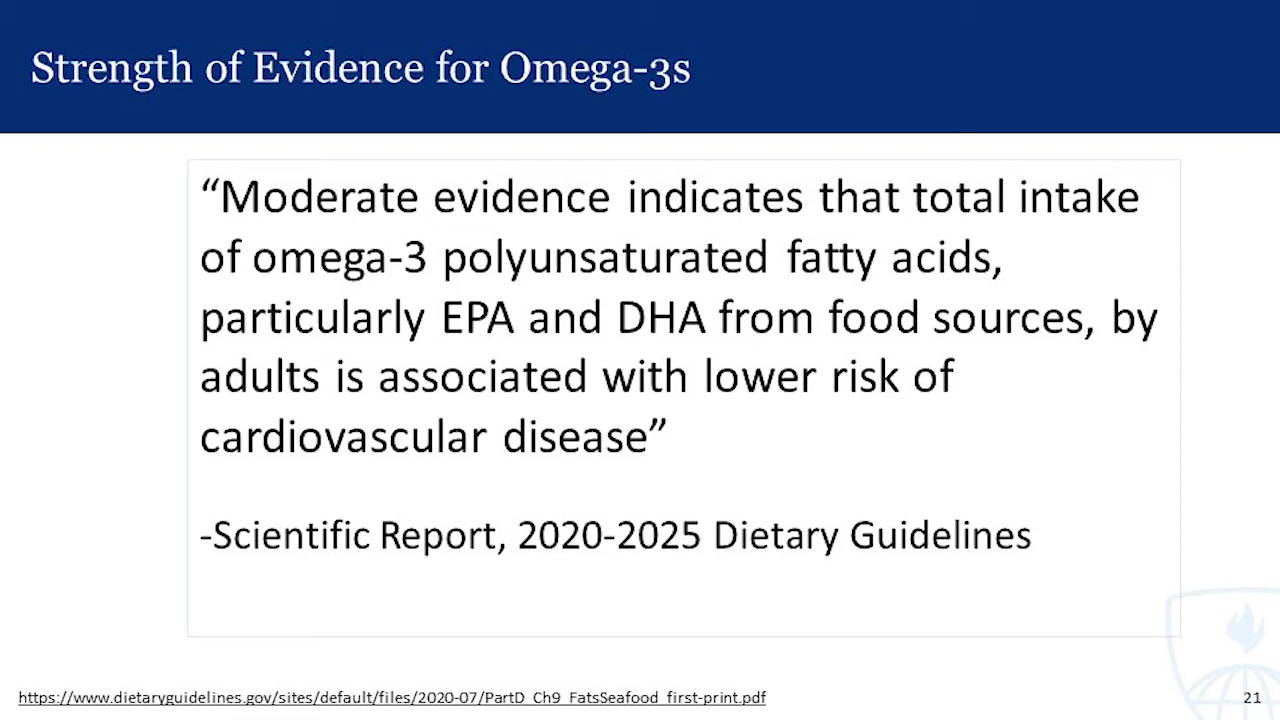 Strength of Evidence for Omega-3s
“Moderate evidence indicates that total intake
of omega-3 polyunsaturated fatty acids,
particularly EPA and DHA from food sources, by
adults is associated with lower risk of
cardiovascular disease”
-Scientific Report, 2020-2025 Dietary Guidelines
https://www.dietaryguidelines.gov/sites/default/files/2020-07/PartD_Ch9_FatsSeafood_first-print.pdf
21